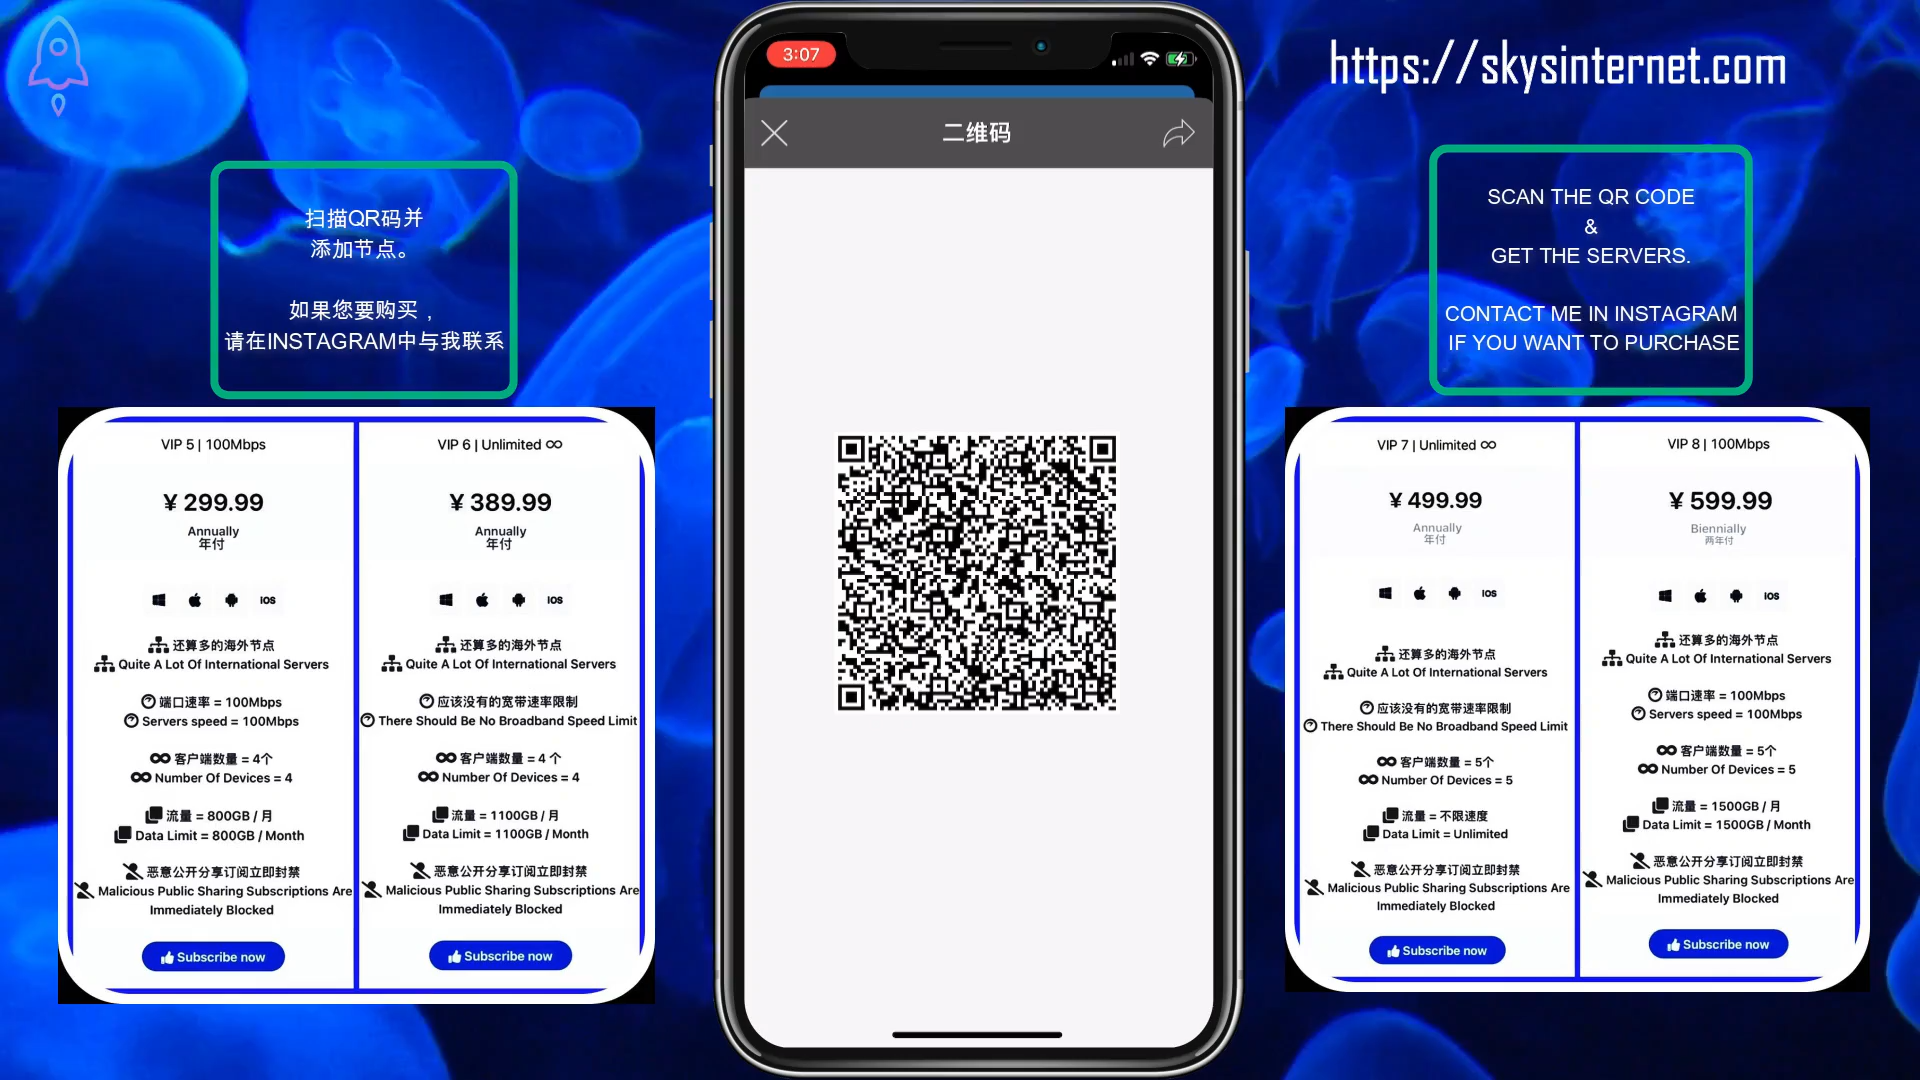 https://skysinternet.com
3:07
二维码
扫描QR码并
添加节点。
如果您要购买，
请在INSTAGRAM中与我联系
SCAN THE QR CODE
&
GET THE SERVERS.
CONTACT ME IN INSTAGRAM
IF YOU WANT TO PURCHASE
VIP 5 | 100Mbps
¥ 299.99
Annually
年付
IOS
还算多的海外节点
Quite A Lot Of International Servers
端口速率 = 100Mbps
Servers speed = 100Mbps
客户端数量 = 4个
Number Of Devices = 4
流量 = 800GB / 月
Data Limit = 800GB / Month
恶意公开分享订阅立即封禁
Malicious Public Sharing Subscriptions Are
Immediately Blocked
Subscribe now
VIP 6 | Unlimited ∞
¥ 389.99
Annually
年付
IOS
还算多的海外节点
Quite A Lot Of International Servers
应该没有的宽带速率限制
There Should Be No Broadband Speed Limit
客户端数量 = 4 个
Number Of Devices = 4
流量 = 1100GB / 月
Data Limit = 1100GB / Month
恶意公开分享订阅立即封禁
Malicious Public Sharing Subscriptions Are
Immediately Blocked
Subscribe now
VIP 7 | Unlimited ∞
¥ 499.99
Annually
年付
IOS
还算多的海外节点
Quite A Lot Of International Servers
应该没有的宽带速率限制
There Should Be No Broadband Speed Limit
客户端数量 = 5个
Number Of Devices = 5
流量 = 不限速度
Data Limit = Unlimited
恶意公开分享订阅立即封禁
Malicious Public Sharing Subscriptions Are
Immediately Blocked
Subscribe now
VIP 8 | 100Mbps
¥ 599.99
Biennially
两年付
IOS
还算多的海外节点
Quite A Lot Of International Servers
端口速率 = 100Mbps
Servers speed = 100Mbps
客户端数量 = 5个
Number Of Devices = 5
流量 = 1500GB / 月
Data Limit = 1500GB / Month
恶意公开分享订阅立即封禁
Malicious Public Sharing Subscriptions Are
Immediately Blocked
Subscribe now